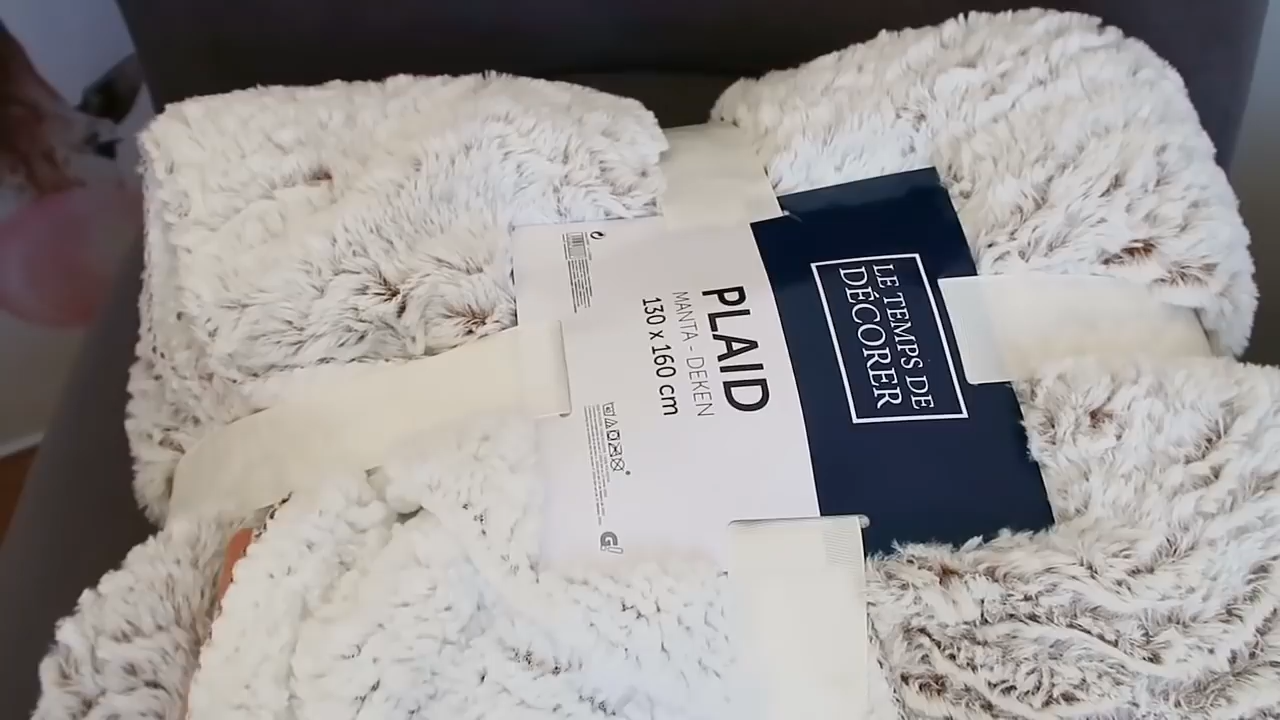 LE TEMPS DE
DÉCORER
PLAID
MANTA - DEKEN
130 x 160 cm